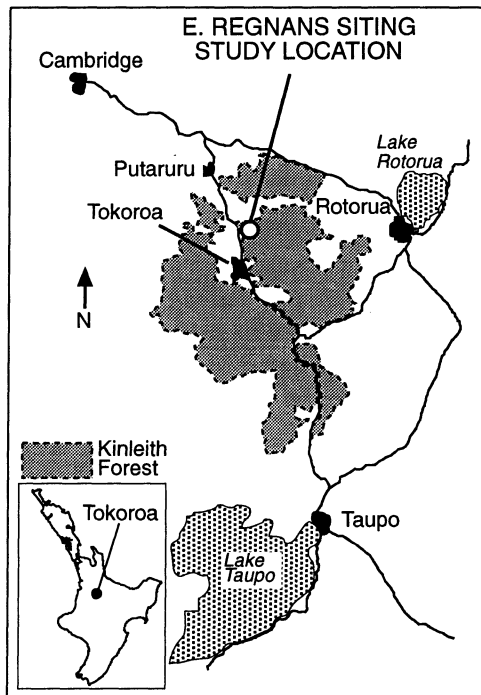 E. REGNANS SITING
STUDY LOCATION
Cambridge
Lake
Rotorua
Putaruru
Rotorua
Tokoroa
N
Kinleith
Forest
Tokoroa
Taupo
Lake
Taupo